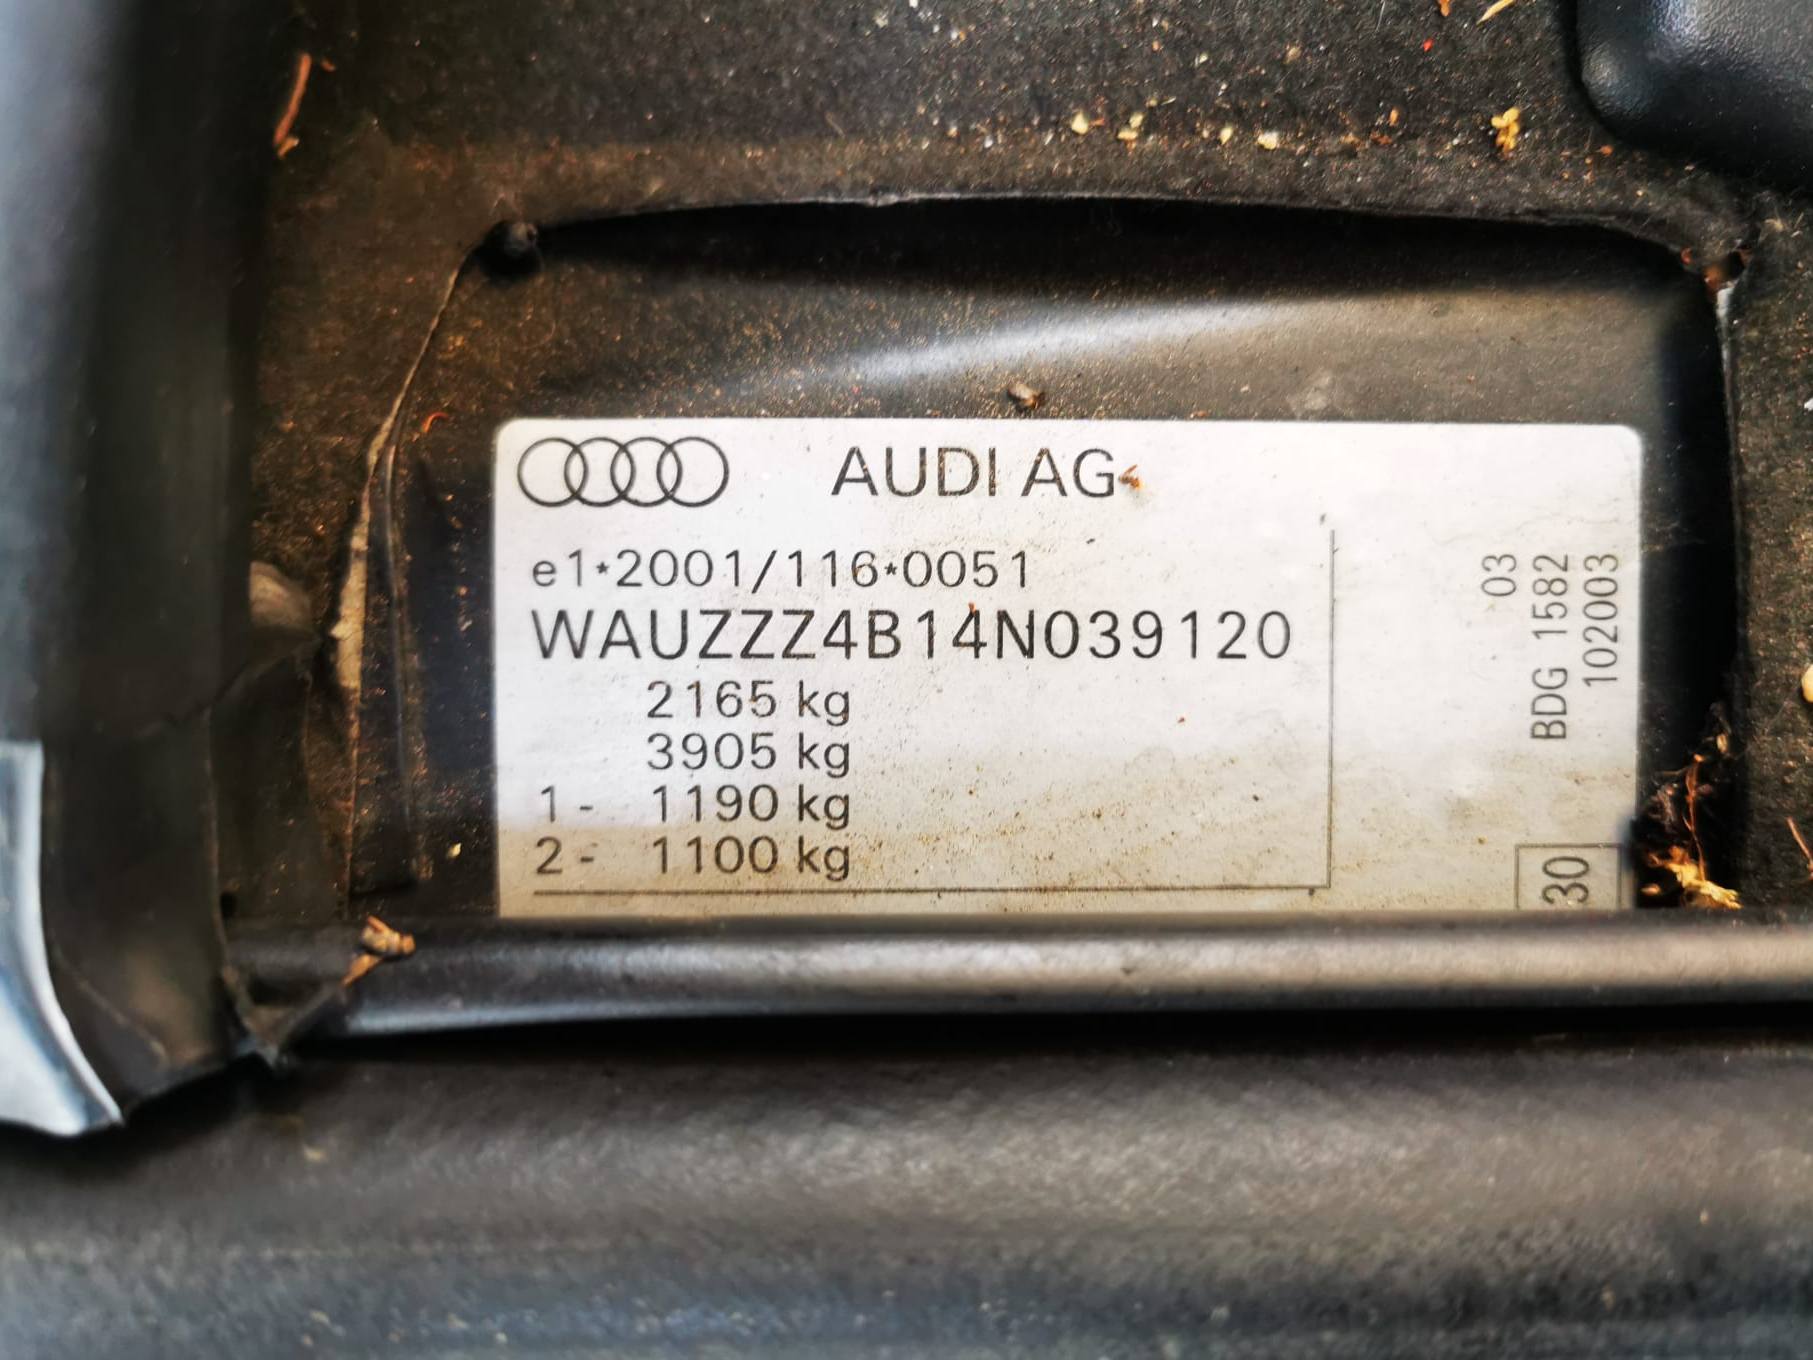 AUDI AG
e1*2001/116*0051
WAUZZZ4B14N039120
2165 kg
3905 kg
1- 1190 kg
2- 1100 kg
03
BDG 1582
102003
30